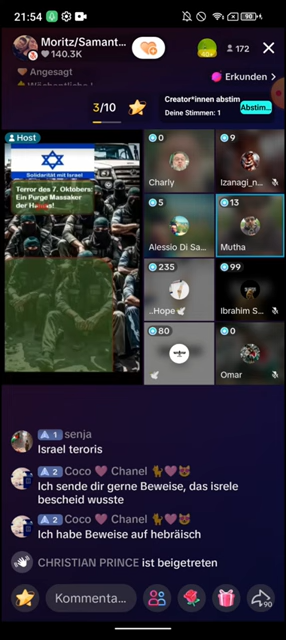 21:54
90
Moritz/Samant...
140.3K
172
Angesagt
Erkunden >
3/10
Creator*innen abstim
Deine Stimmen: 1
Abstim...
Host
Solidarität mit Israel
Terror des 7. Oktobers:
Ein Purge Massaker
der Hamas!
0
Charly
9
Izanagi_n...
5
Alessio Di Sa...
13
Mutha
235
..Hope
99
Ibrahim S...
80
0
Omar
1 senja
Israel teroris
2 Coco 💜 Chanel 🐈💜😻
Ich sende dir gerne Beweise, das isrele
bescheid wusste
2 Coco 💜 Chanel 🐈💜😻
Ich habe Beweise auf hebräisch
CHRISTIAN PRINCE ist beigetreten
Kommenta...
90